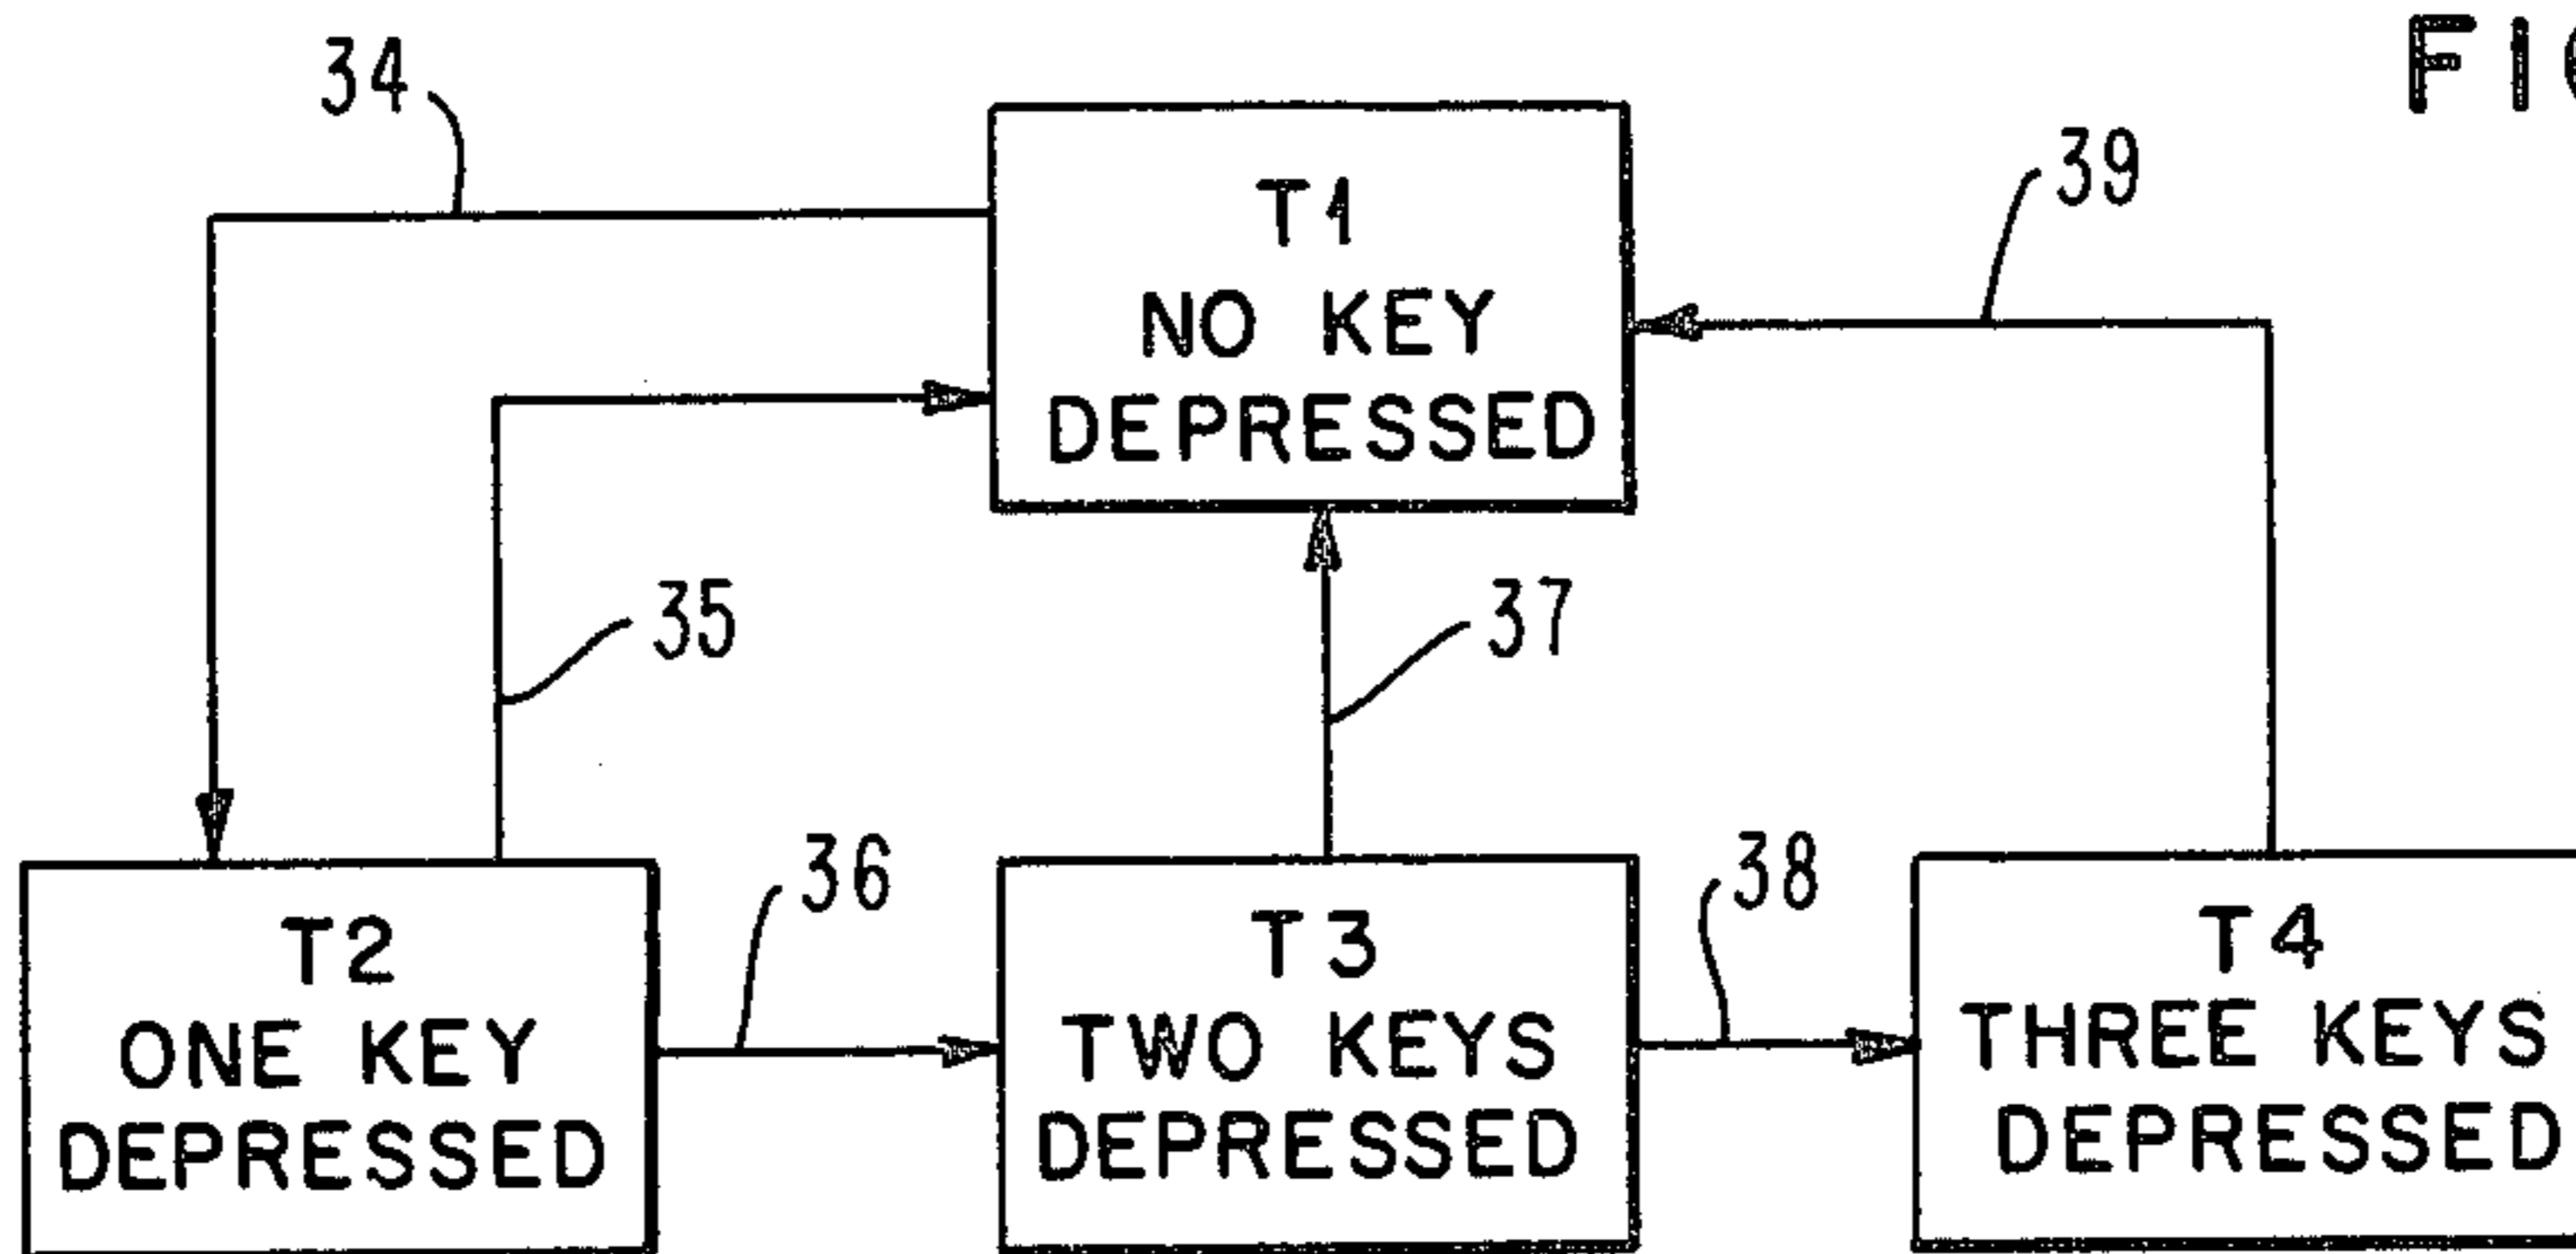 34
FIG
39
T1
NO KEY
DEPRESSED
35
37
36
38
T2
ONE KEY
DEPRESSED
T3
TWO KEYS
DEPRESSED
T4
THREE KEYS
DEPRESSED